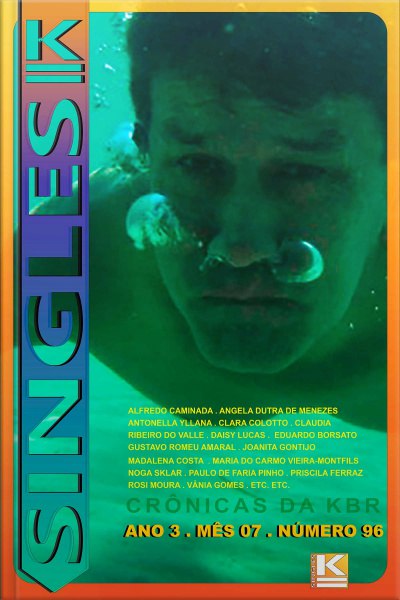 SINGLES K
ALFREDO CAMINADA . ANGELA DUTRA DE MENEZES
ANTONELLA YLLANA . CLARA COLOTTO . CLAUDIA
RIBEIRO DO VALLE . DAISY LUCAS . EDUARDO BORSATO
GUSTAVO ROMEU AMARAL . JOANITA GONTIJO
MADALENA COSTA . MARIA DO CARMO VIEIRA-MONTFILS
NOGA SKLAR . PAULO DE FARIA PINHO . PRISCILA FERRAZ
ROSI MOURA . VÂNIA GOMES . ETC. ETC.
CRÔNICAS DA KBR
ANO 3 . MÊS 07 . NÚMERO 96
SINGLES K